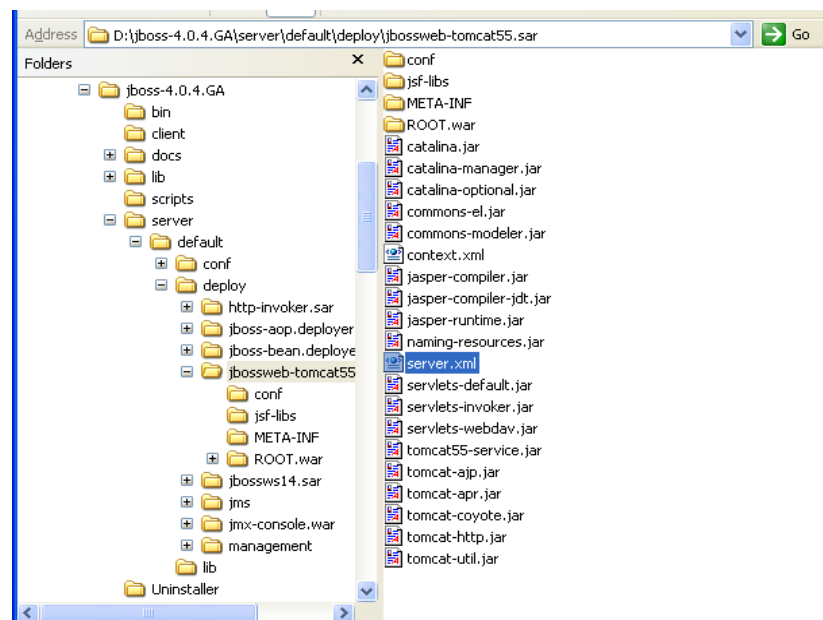 Address D:\jboss-4.0.4.GA\server\default\deploy\jbossweb-tomcat55.sar Go
Folders
jboss-4.0.4.GA
bin
client
docs
lib
scripts
server
default
conf
deploy
http-invoker.sar
jboss-aop.deployer
jboss-bean.deploye
jbossweb-tomcat55
conf
jsf-libs
META-INF
ROOT.war
jbossws14.sar
jms
jmx-console.war
management
lib
Uninstaller
conf
jsf-libs
META-INF
ROOT.war
catalina.jar
catalina-manager.jar
catalina-optional.jar
commons-el.jar
commons-modeler.jar
context.xml
jasper-compiler.jar
jasper-compiler-jdt.jar
jasper-runtime.jar
naming-resources.jar
server.xml
servlets-default.jar
servlets-invoker.jar
servlets-webdav.jar
tomcat55-service.jar
tomcat-ajp.jar
tomcat-apr.jar
tomcat-coyote.jar
tomcat-http.jar
tomcat-util.jar